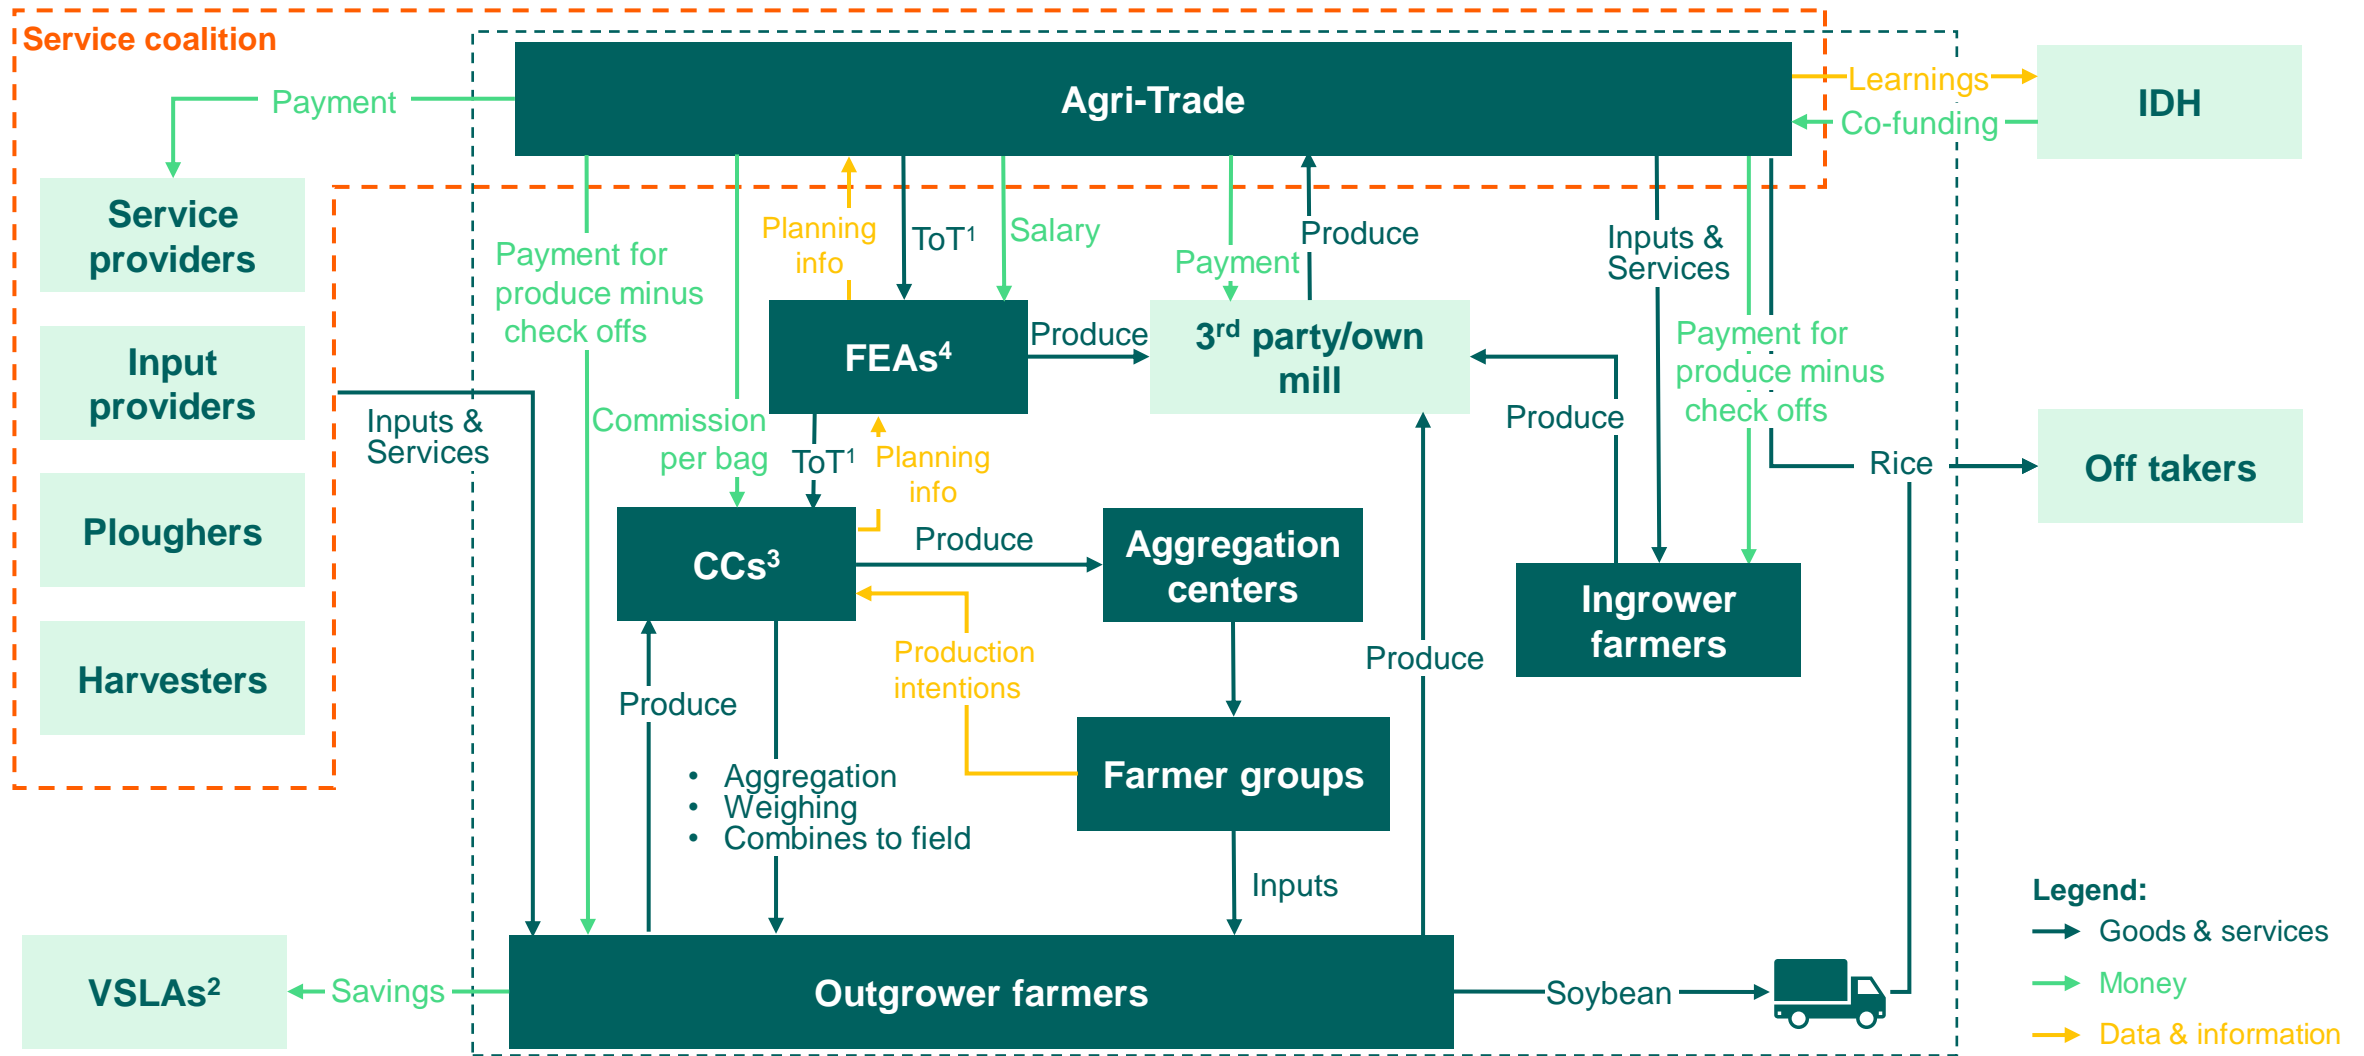 Service coalition
Agri-Trade
Learnings
IDH
Payment
Co-funding
Service
providers
Planning
info
ToT¹
Salary
Payment
Produce
Inputs &
Services
Payment for
produce minus
check offs
Input
providers
FEAs⁴
Produce
3rd party/own
mill
Payment for
produce minus
check offs
Inputs &
Services
Commission
per bag
ToT¹
Planning
info
Produce
Rice
Off takers
Ploughers
CCs³
Produce
Aggregation
centers
Ingrower
farmers
Harvesters
Produce
Production
intentions
Produce
• Aggregation
• Weighing
• Combines to field
Farmer groups
Inputs
VSLAs²
Savings
Outgrower farmers
Soybean
Legend:
Goods & services
Money
Data & information